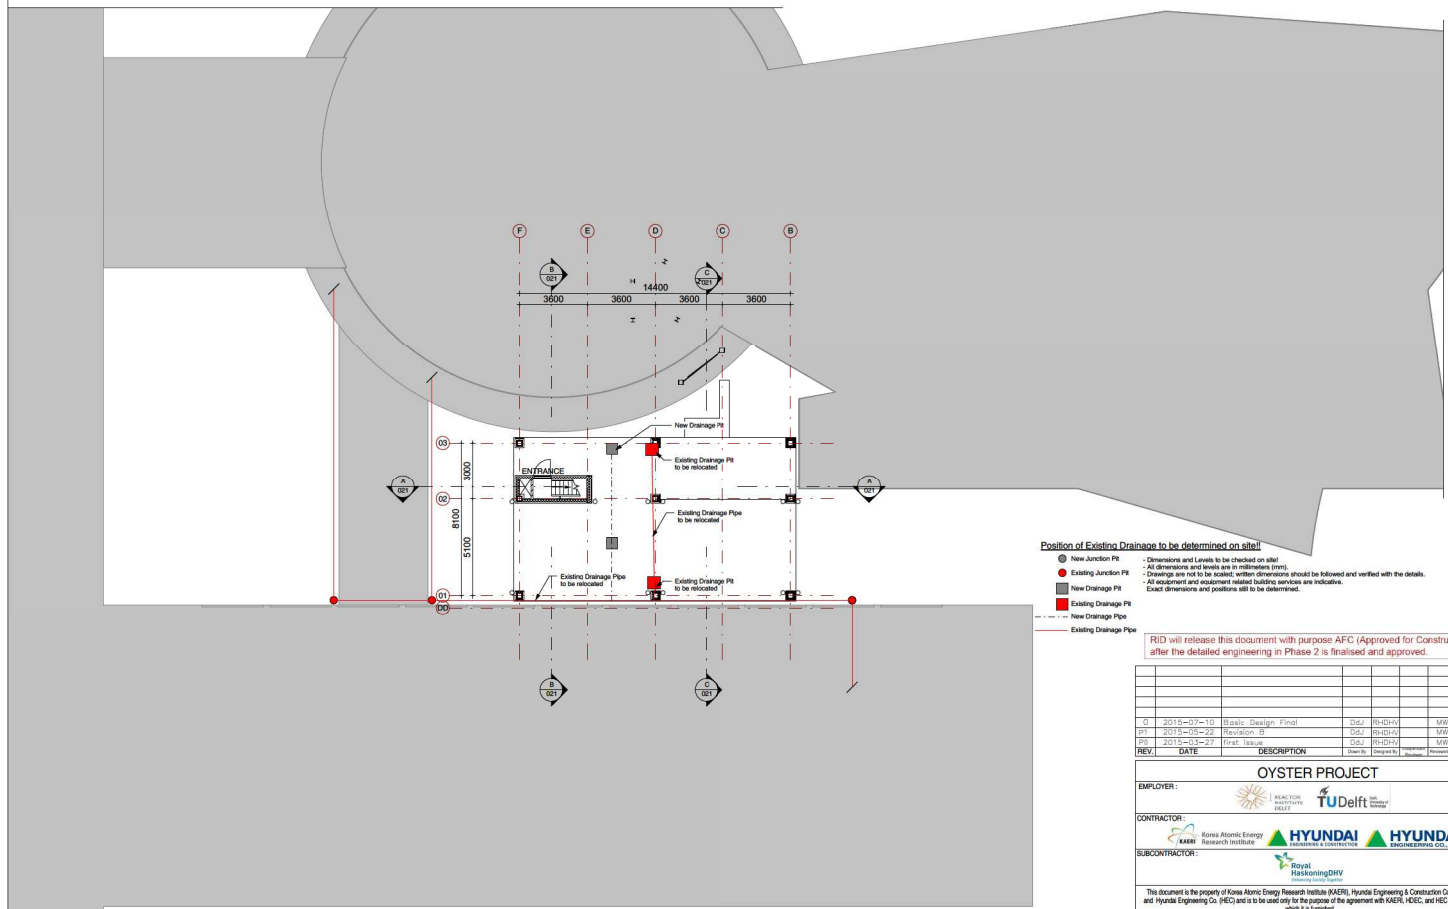 F E D C B
B
021
C
021
14400
3600 3600 3600 3600
New Drainage Pit
03
Existing Drainage Pit
to be relocated
ENTRANCE
3000
A
021
A
021
02
8100
Existing Drainage Pipe
to be relocated
5100
Existing Drainage Pipe
to be relocated
Existing Drainage Pit
to be relocated
01
DD
B
021
C
021
Position of Existing Drainage to be determined on site!!
New Junction Pit
Existing Junction Pit
New Drainage Pit
Existing Drainage Pit
New Drainage Pipe
Existing Drainage Pipe
- Dimensions and Levels to be checked on site!
- All dimensions and levels are in millimeters (mm).
- Drawings are not to be scaled; written dimensions should be followed and verified with the details.
- All equipment and equipment related building services are indicative.
Exact dimensions and positions still to be determined.
RID will release this document with purpose AFC (Approved for Constru
after the detailed engineering in Phase 2 is finalised and approved.
0 2015-07-10 Basic Design Final DdJ RHDHV MW
P1 2015-05-22 Revision B DdJ RHDHV MW
P0 2015-03-27 first issue DdJ RHDHV MW
REV. DATE DESCRIPTION Drawn By Designed By Reviewed
OYSTER PROJECT
EMPLOYER :
REACTOR
INSTITUTE
DELFT
TUDelft
CONTRACTOR :
KAERI Korea Atomic Energy
Research Institute
HYUNDAI
ENGINEERING & CONSTRUCTION
HYUNDA
ENGINEERING CO.,
SUBCONTRACTOR :
Royal
HaskoningDHV
Enhancing Society Together
This document is the property of Korea Atomic Energy Research Institute (KAERI), Hyundai Engineering & Construction Co
and Hyundai Engineering Co. (HEC) and is to be used only for the purpose of the agreement with KAERI, HDEC, and HEC
which it is furnished